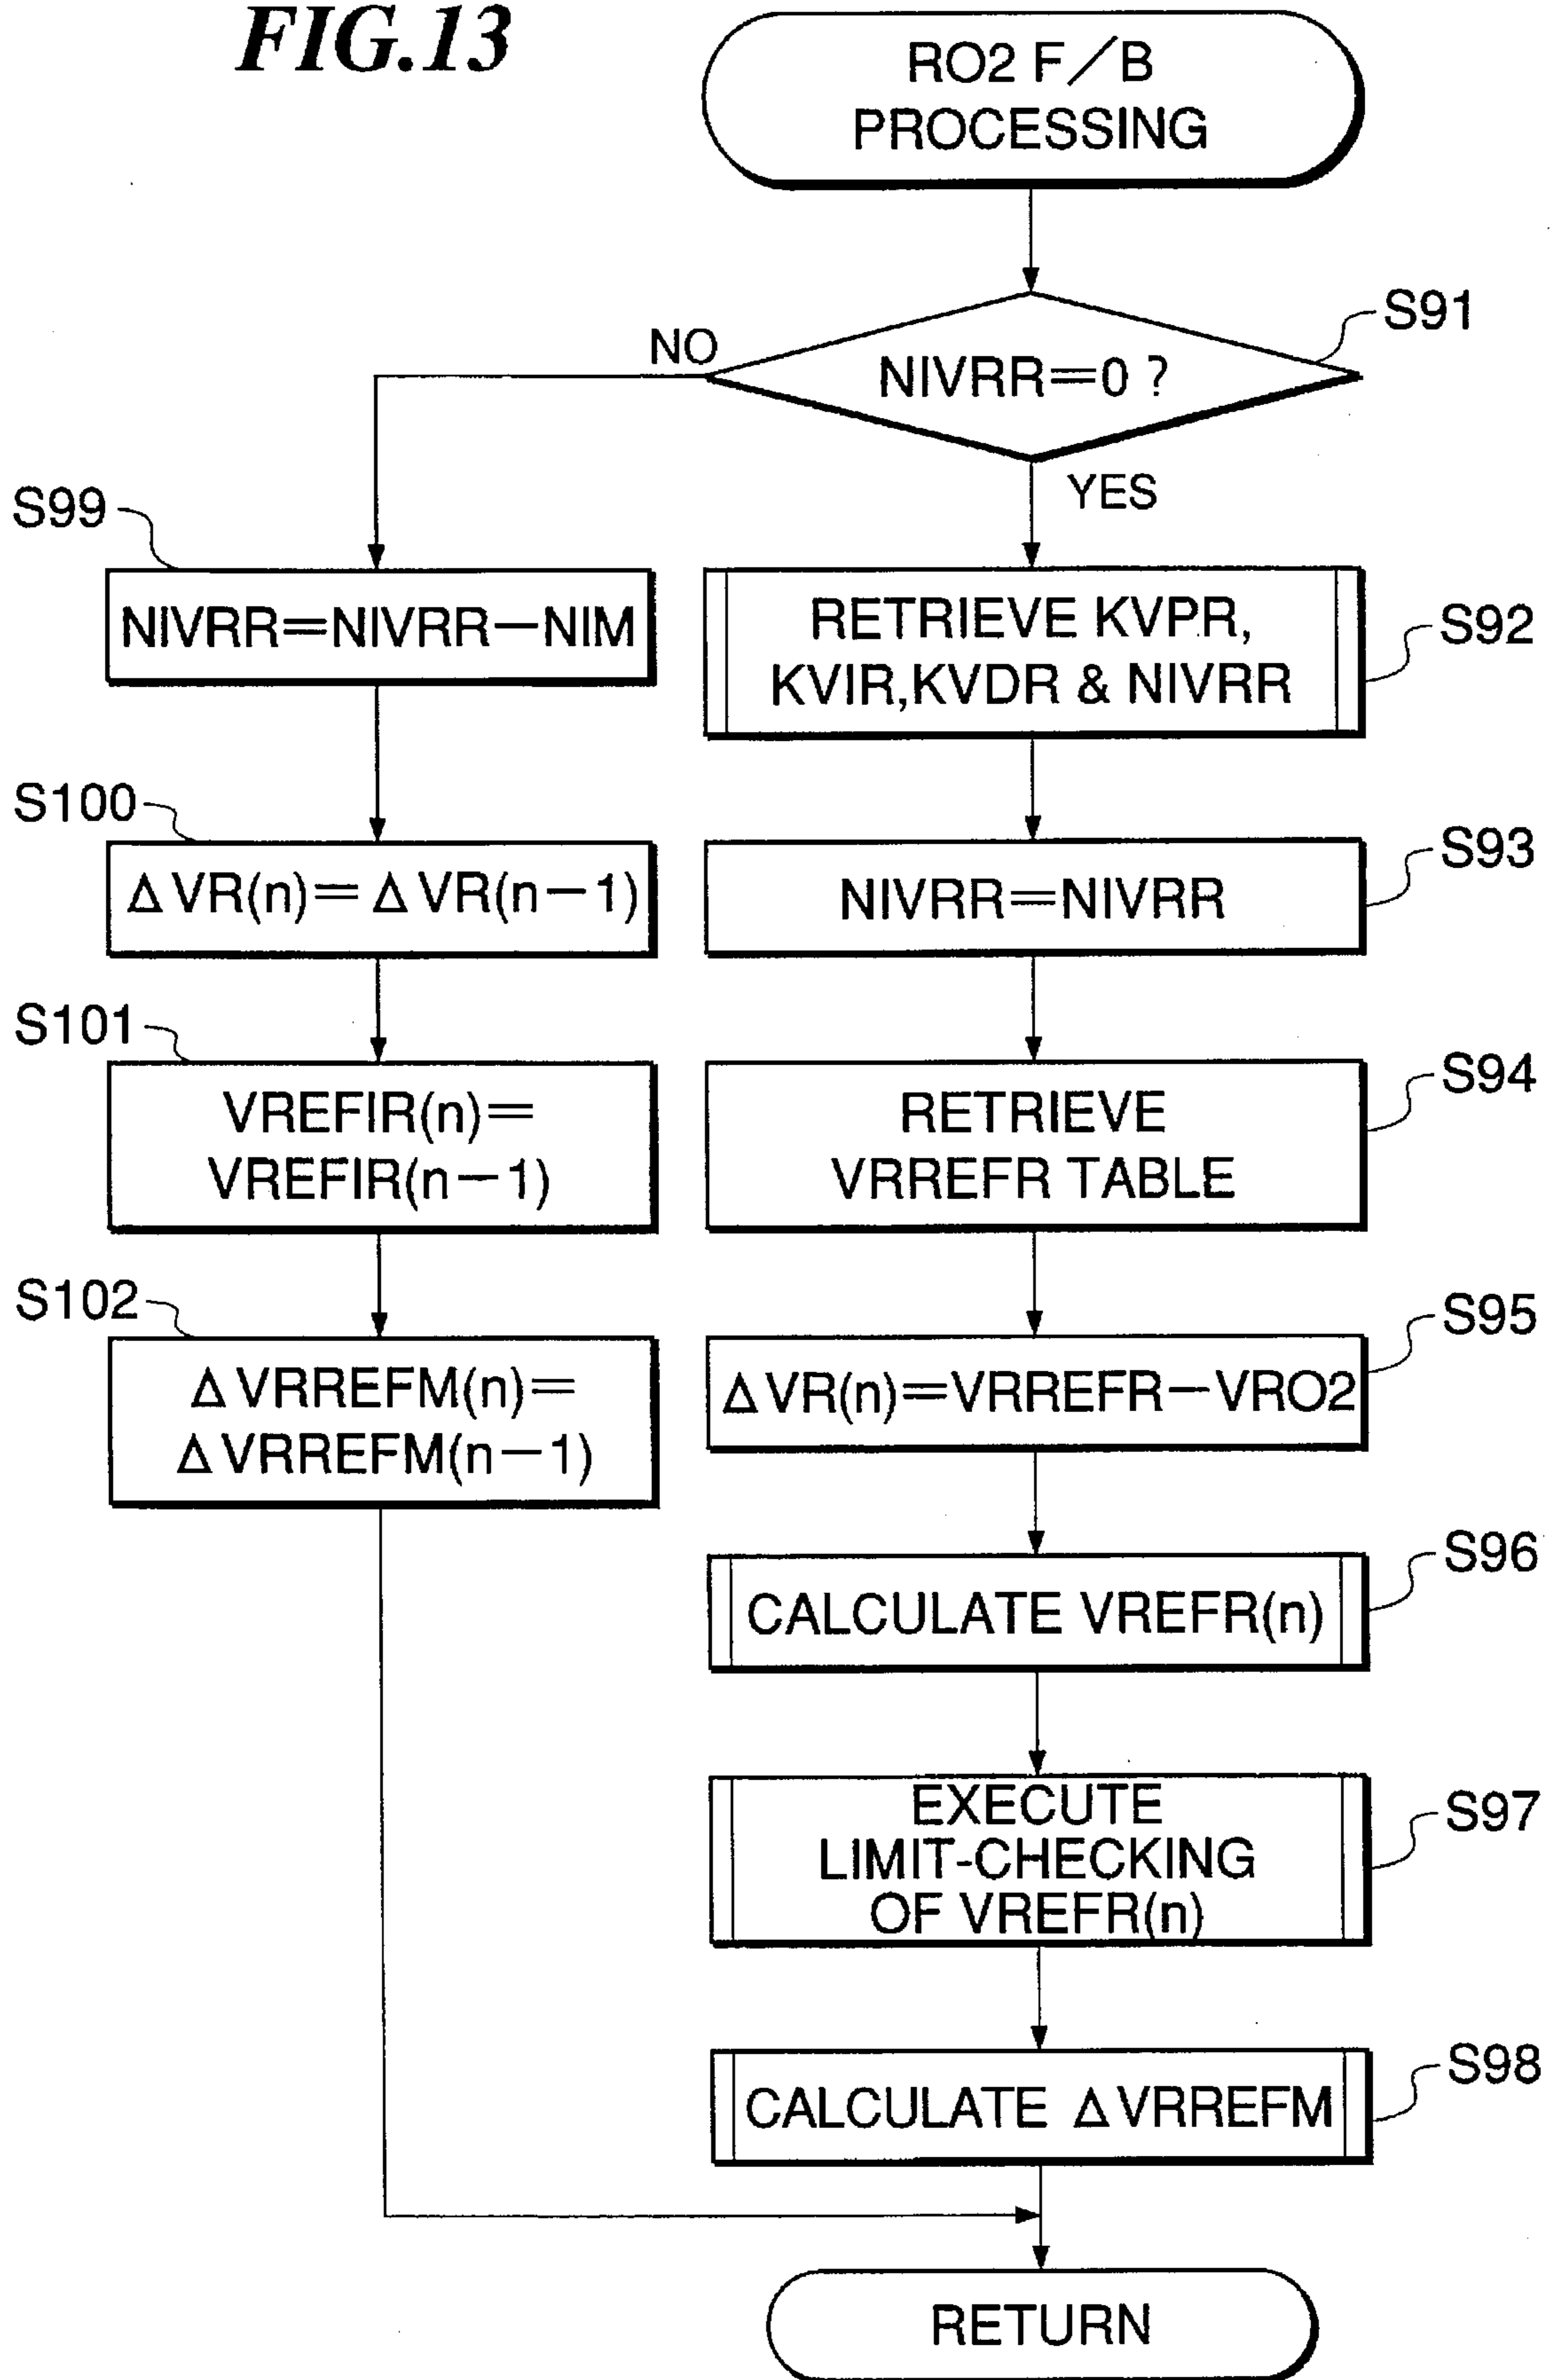 FIG.13
RO2 F/B
PROCESSING
S91
NIVRR=0 ?
NO
YES
S99
NIVRR=NIVRR-NIM
S92
RETRIEVE KVPR,
KVIR,KVDR & NIVRR
S100
ΔVR(n)=ΔVR(n-1)
S93
NIVRR=NIVRR
S101
VREFIR(n)=
VREFIR(n-1)
S94
RETRIEVE
VRREFR TABLE
S102
ΔVRREFM(n)=
ΔVRREFM(n-1)
S95
ΔVR(n)=VRREFR-VRO2
S96
CALCULATE VREFR(n)
S97
EXECUTE
LIMIT-CHECKING
OF VREFR(n)
S98
CALCULATE ΔVRREFM
RETURN